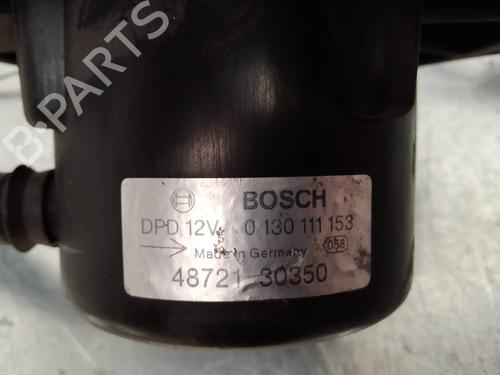 B-PARTS
BOSCH
DPD 12V 0 130 111 153
Made in Germany 058
48721-30350